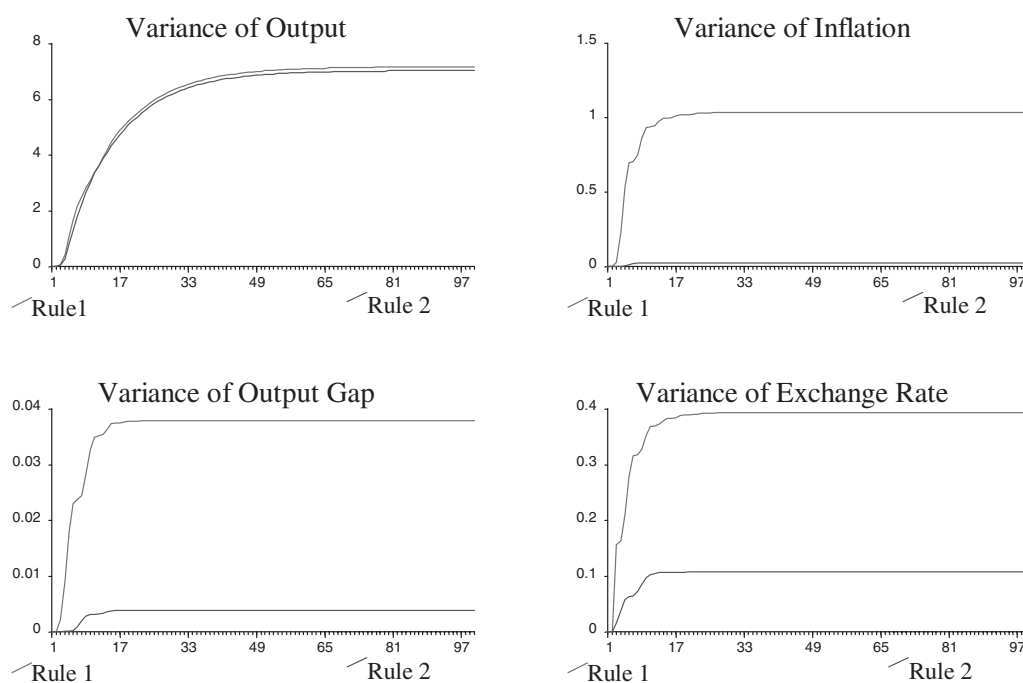 Variance of Output
8
6
4
2
0
1 17 33 49 65 81 97
Rule1 Rule 2
Variance of Inflation
1.5
1
0.5
0
1 17 33 49 65 81 97
Rule 1 Rule 2
Variance of Output Gap
0.04
0.03
0.02
0.01
0
1 17 33 49 65 81 97
Rule 1 Rule 2
Variance of Exchange Rate
0.4
0.3
0.2
0.1
0
1 17 33 49 65 81 97
Rule 1 Rule 2